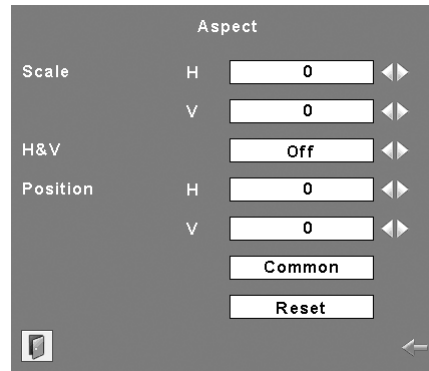 Aspect
Scale H 0
V 0
H&V Off
Position H 0
V 0
Common
Reset